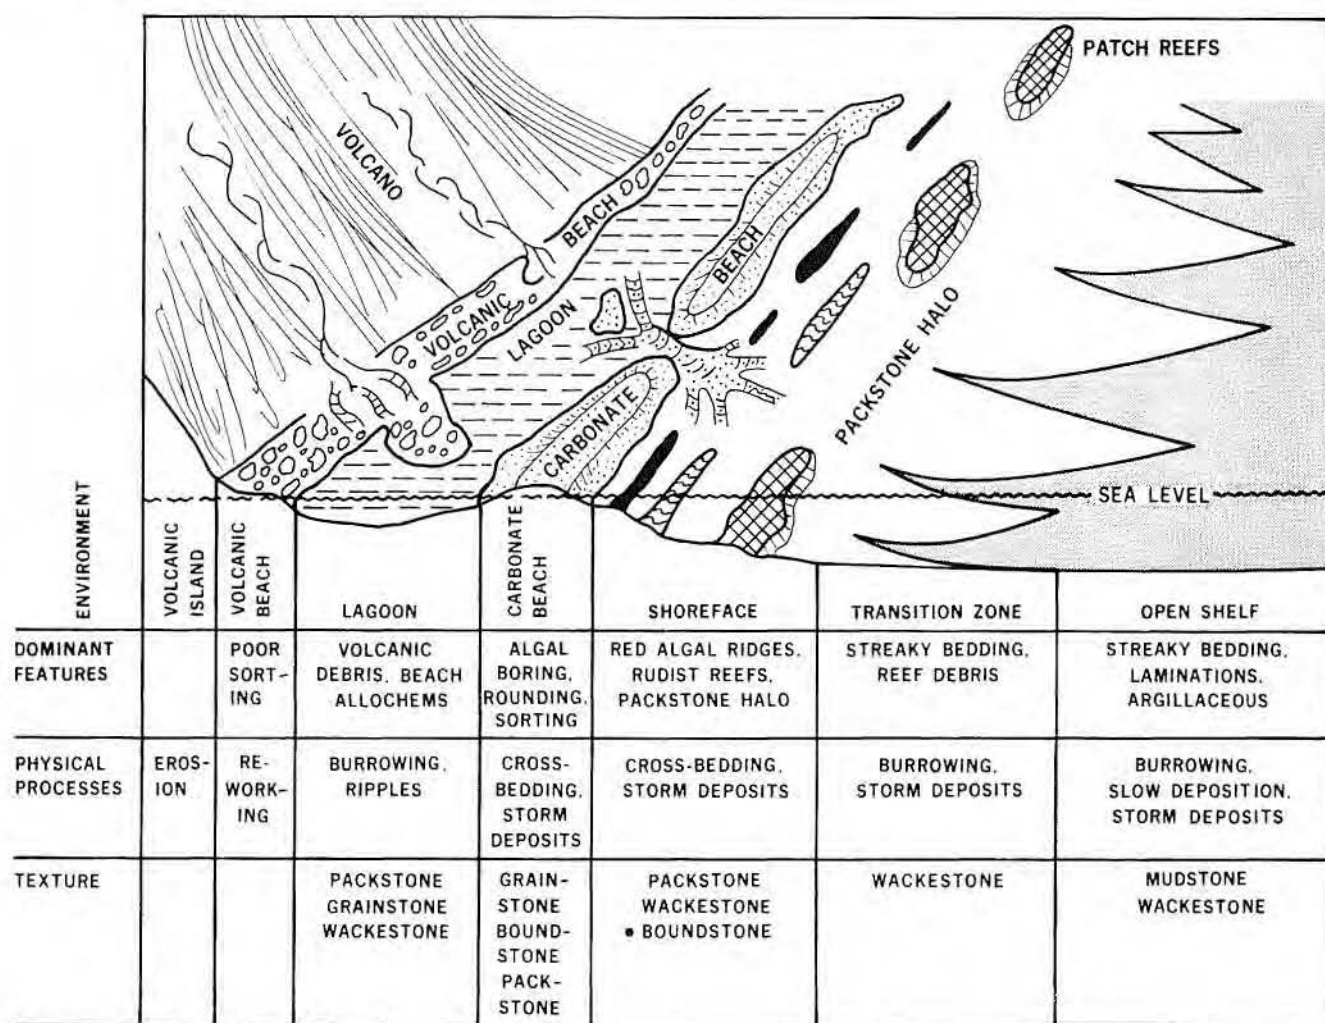 PATCH REEFS
VOLCANO
BEACH
VOLCANIC
LAGOON
BEACH
CARBONATE
PACKSTONE HALO
SEA LEVEL
ENVIRONMENT
VOLCANIC
ISLAND
VOLCANIC
BEACH
LAGOON
CARBONATE
BEACH
SHOREFACE
TRANSITION ZONE
OPEN SHELF
DOMINANT
FEATURES
POOR
SORT-
ING
VOLCANIC
DEBRIS, BEACH
ALLOCHEMS
ALGAL
BORING,
ROUNDING,
SORTING
RED ALGAL RIDGES,
RUDIST REEFS,
PACKSTONE HALO
STREAKY BEDDING,
REEF DEBRIS
STREAKY BEDDING,
LAMINATIONS,
ARGILLACEOUS
PHYSICAL
PROCESSES
EROS-
ION
RE-
WORK-
ING
BURROWING,
RIPPLES
CROSS-
BEDDING,
STORM
DEPOSITS
CROSS-BEDDING,
STORM DEPOSITS
BURROWING,
STORM DEPOSITS
BURROWING,
SLOW DEPOSITION,
STORM DEPOSITS
TEXTURE
PACKSTONE
GRAINSTONE
WACKESTONE
GRAIN-
STONE
BOUND-
STONE
PACK-
STONE
PACKSTONE
WACKESTONE
• BOUNDSTONE
WACKESTONE
MUDSTONE
WACKESTONE